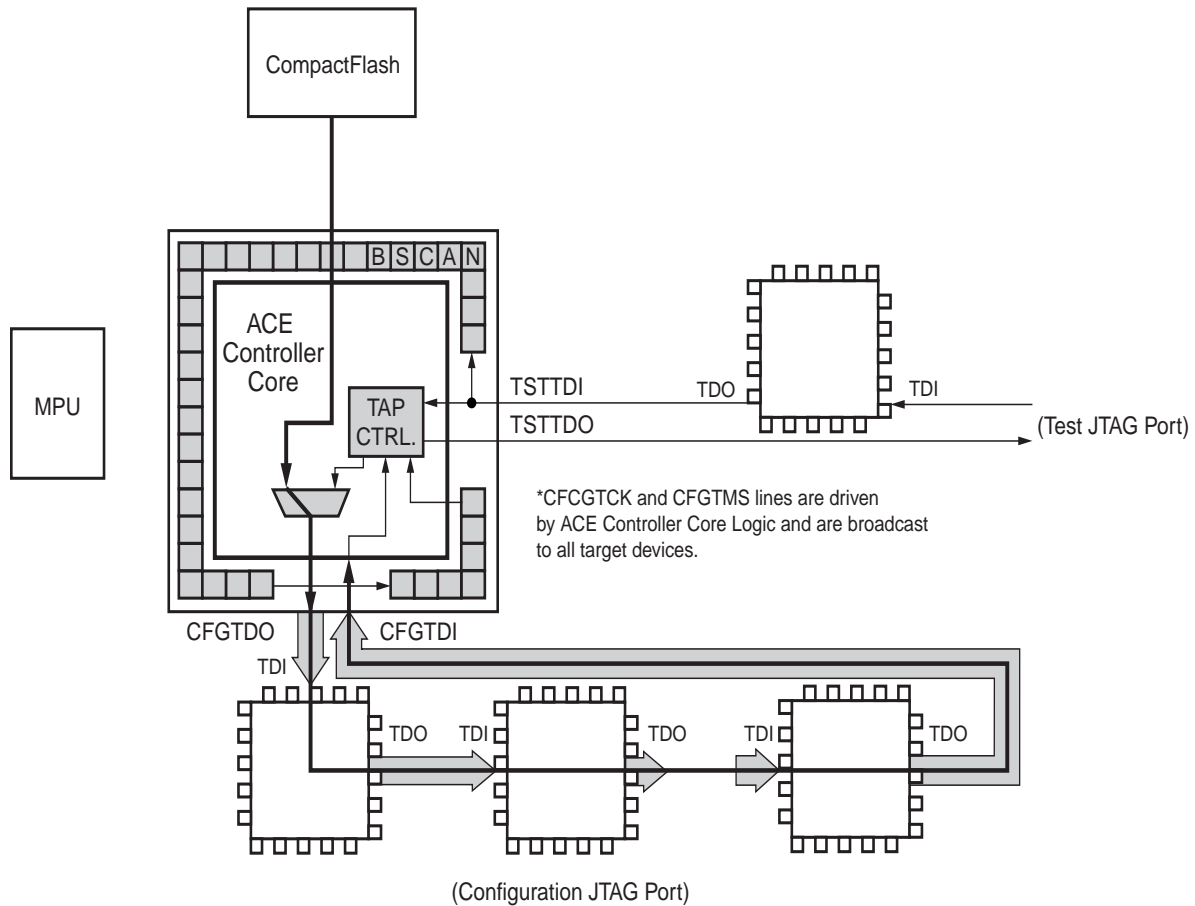 CompactFlash
BSCAN
ACE
Controller
Core
MPU
TAP
CTRL.
TSTTDI
TSTTDO
TDO
TDI
(Test JTAG Port)
*CFCGTCK and CFGTMS lines are driven
by ACE Controller Core Logic and are broadcast
to all target devices.
CFGTDO
CFGTDI
TDI
TDO
TDI
TDO
TDI
TDO
(Configuration JTAG Port)